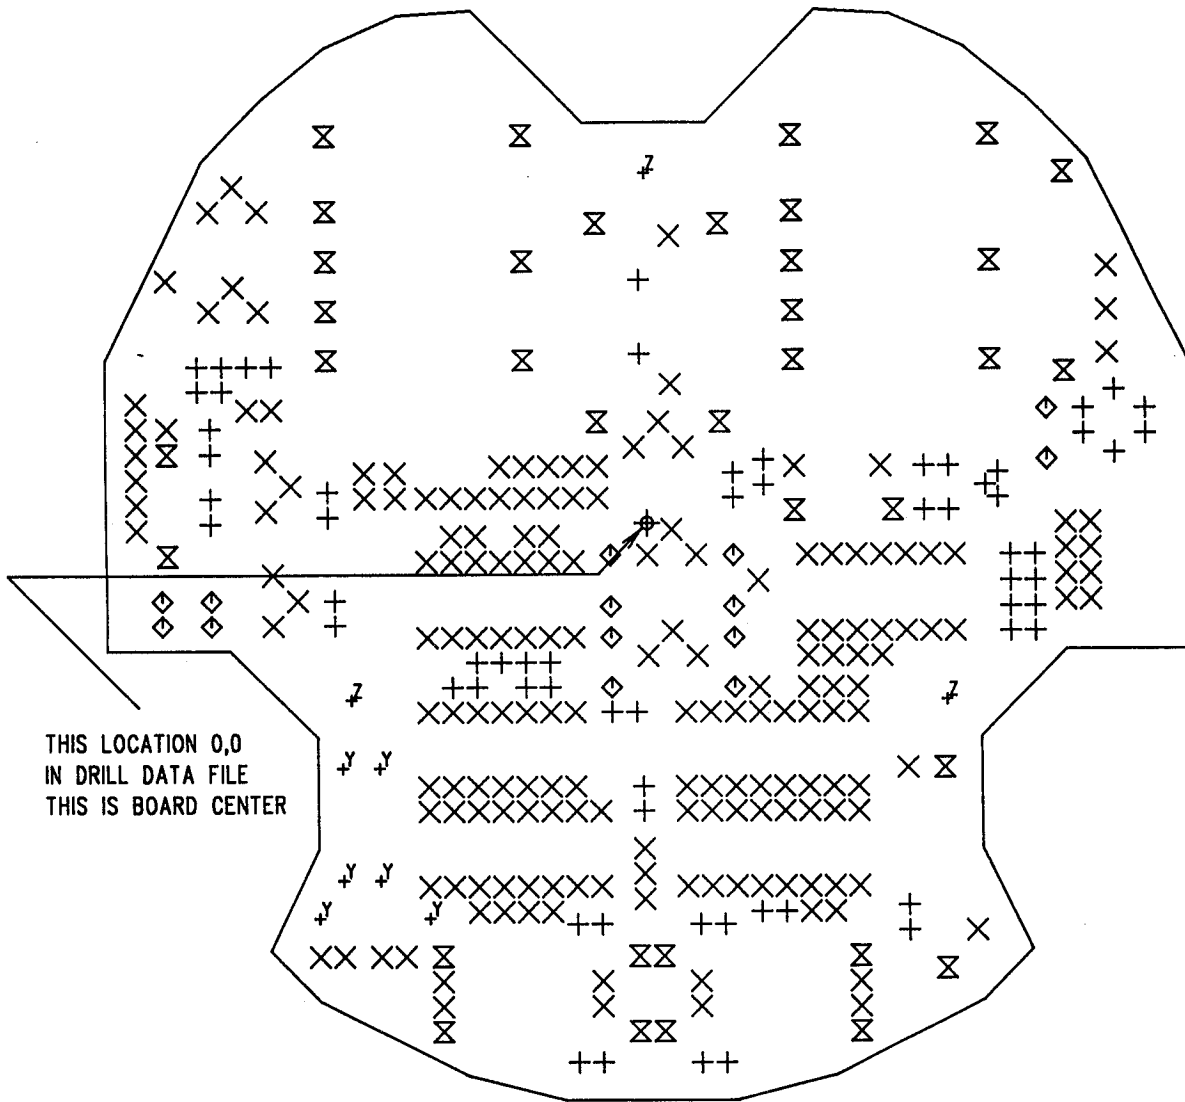 Z
Z
Z
THIS LOCATION 0,0
IN DRILL DATA FILE
THIS IS BOARD CENTER
Y Y
Y Y
Y Y